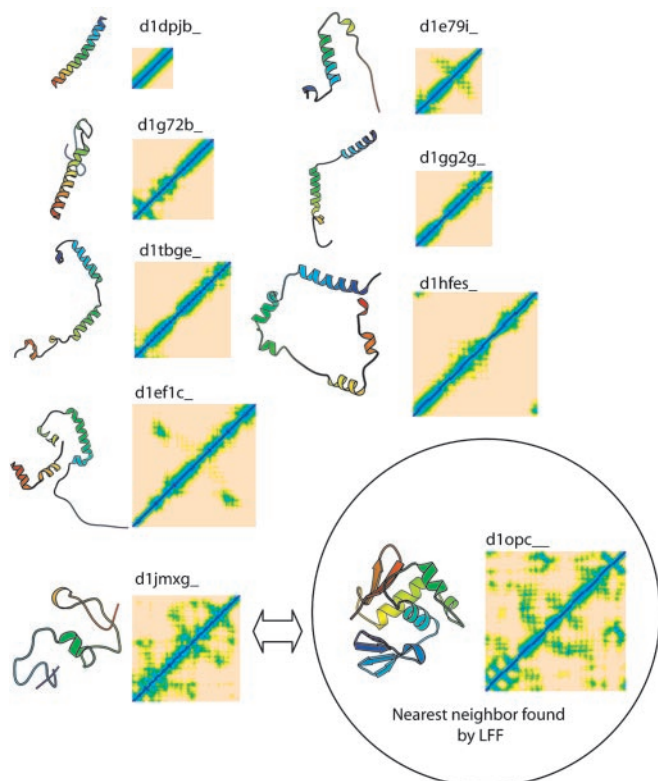 d1dpjb_
d1e79i_
d1g72b_
d1gg2g_
d1tbge_
d1hfes_
d1ef1c_
d1jmxg_
d1opc__
Nearest neighbor found
by LFF